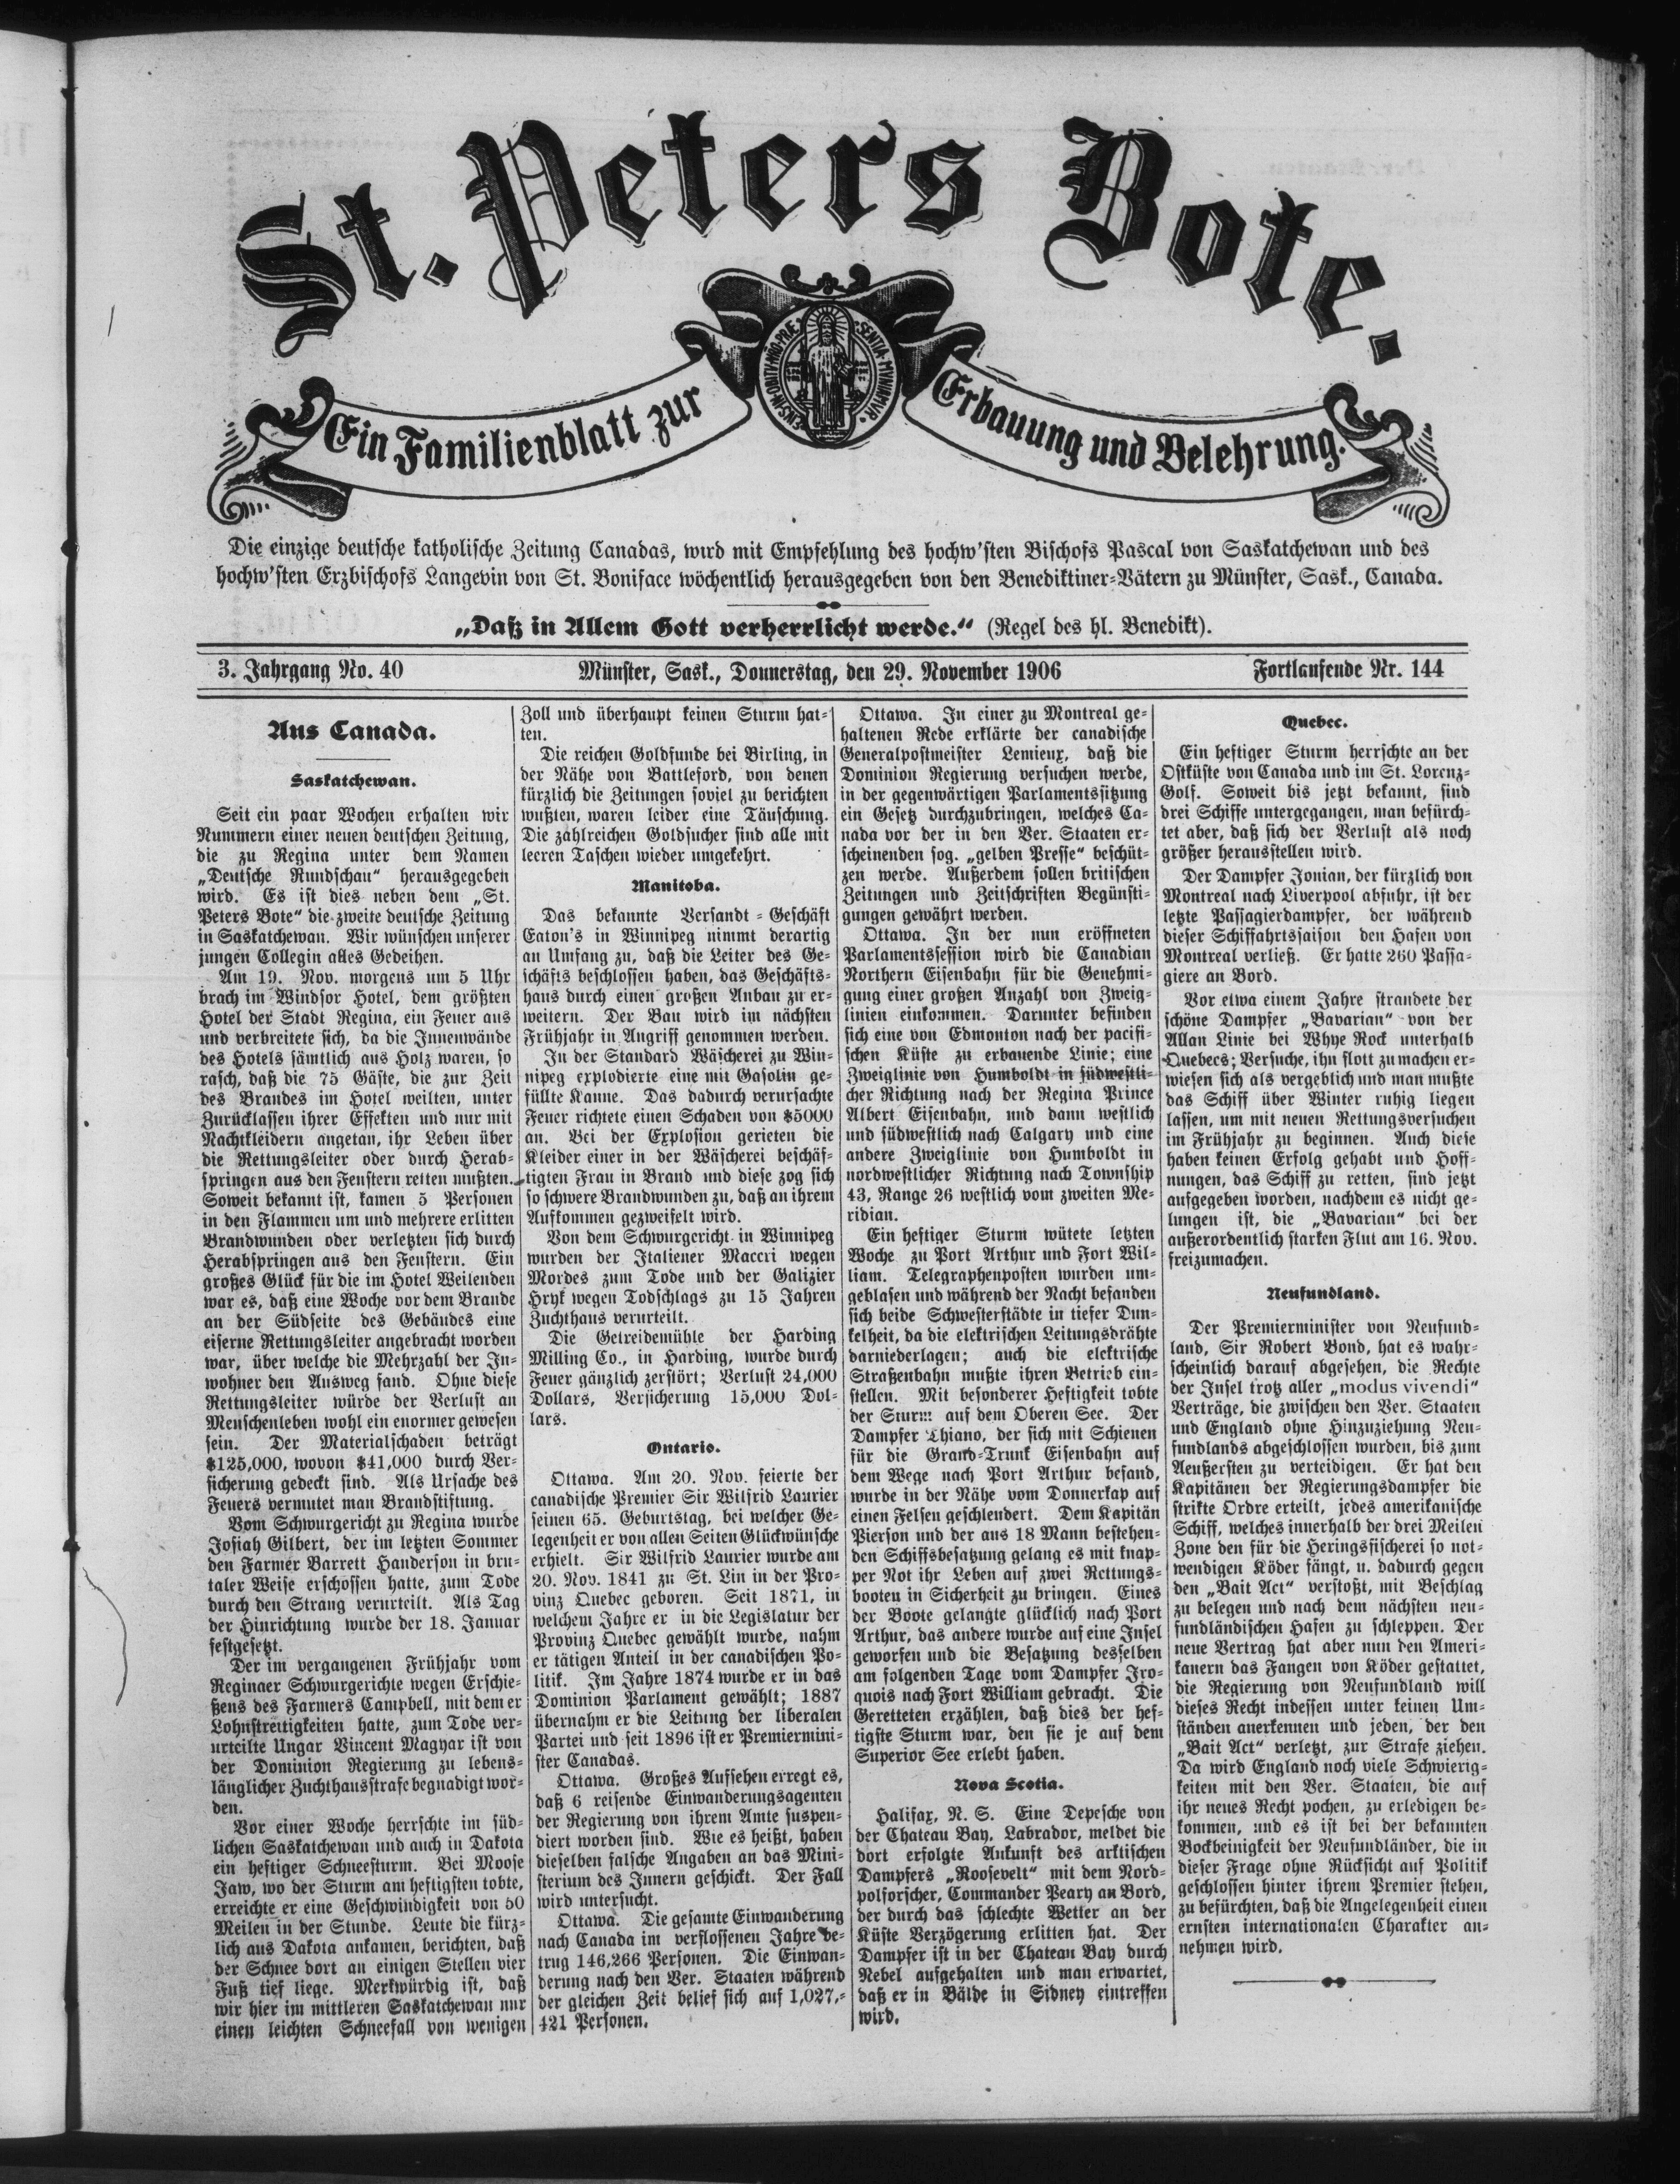 St. Peters Bote.
Ein Familienblatt zur Erbauung und Belehrung.
Die einzige deutsche katholische Zeitung Canadas, wird mit Empfehlung des hochw'sten Bischofs Pascal von Saskatchewan und des
hochw'sten Erzbischofs Langevin von St. Boniface wöchentlich herausgegeben von den Benediktiner-Vätern zu Münster, Sask., Canada.
„Daß in Allem Gott verherrlicht werde.“ (Regel des hl. Benedikt).
3. Jahrgang No. 40 Münster, Sask., Donnerstag, den 29. November 1906 Fortlaufende Nr. 144
Aus Canada.
Saskatchewan.
Seit ein paar Wochen erhalten wir
Nummern einer neuen deutschen Zeitung,
die zu Regina unter dem Namen
„Deutsche Rundschau“ herausgegeben
wird. Es ist dies neben dem „St.
Peters Bote“ die zweite deutsche Zeitung
in Saskatchewan. Wir wünschen unserer
jungen Collegin alles Gedeihen.
Am 19. Nov. morgens um 5 Uhr
brach im Windsor Hotel, dem größten
Hotel der Stadt Regina, ein Feuer aus
und verbreitete sich, da die Innenwände
des Hotels sämtlich aus Holz waren, so
rasch, daß die 75 Gäste, die zur Zeit
des Brandes im Hotel weilten, unter
Zurücklassen ihrer Effekten und nur mit
Nachtkleidern angetan, ihr Leben über
die Rettungsleiter oder durch Herab-
springen aus den Fenstern retten mußten.
Soweit bekannt ist, kamen 5 Personen
in den Flammen um und mehrere erlitten
Brandwunden oder verletzten sich durch
Herabspringen aus den Fenstern. Ein
großes Glück für die im Hotel Weilenden
war es, daß eine Woche vor dem Brande
an der Südseite des Gebäudes eine
eiserne Rettungsleiter angebracht worden
war, über welche die Mehrzahl der In-
wohner den Ausweg fand. Ohne diese
Rettungsleiter würde der Verlust an
Menschenleben wohl ein enormer gewesen
sein. Der Materialschaden beträgt
$125,000, wovon $41,000 durch Ver-
sicherung gedeckt sind. Als Ursache des
Feuers vermutet man Brandstiftung.
Vom Schwurgericht zu Regina wurde
Josiah Gilbert, der im letzten Sommer
den Farmer Barrett Handerson in bru-
taler Weise erschossen hatte, zum Tode
durch den Strang verurteilt. Als Tag
der Hinrichtung wurde der 18. Januar
festgesetzt.
Der im vergangenen Frühjahr vom
Reginaer Schwurgerichte wegen Erschie-
ßens des Farmers Campbell, mit dem er
Lohnstreitigkeiten hatte, zum Tode ver-
urteilte Ungar Vincent Magyar ist von
der Dominion Regierung zu lebens-
länglicher Zuchthausstrafe begnadigt wor-
den.
Vor einer Woche herrschte im süd-
lichen Saskatchewan und auch in Dakota
ein heftiger Schneesturm. Bei Moose
Jaw, wo der Sturm am heftigsten tobte,
erreichte er eine Geschwindigkeit von 50
Meilen in der Stunde. Leute die kürz-
lich aus Dakota ankamen, berichten, daß
der Schnee dort an einigen Stellen vier
Fuß tief liege. Merkwürdig ist, daß
wir hier im mittleren Saskatchewan nur
einen leichten Schneefall von wenigen
Zoll und überhaupt keinen Sturm hat-
ten.
Die reichen Goldfunde bei Birling, in
der Nähe von Battleford, von denen
kürzlich die Zeitungen soviel zu berichten
wußten, waren leider eine Täuschung.
Die zahlreichen Goldsucher sind alle mit
leeren Taschen wieder umgekehrt.
Manitoba.
Das bekannte Versandt-Geschäft
Eaton's in Winnipeg nimmt derartig
an Umfang zu, daß die Leiter des Ge-
schäfts beschlossen haben, das Geschäfts-
haus durch einen großen Anbau zu er-
weitern. Der Bau wird im nächsten
Frühjahr in Angriff genommen werden.
In der Standard Wäscherei zu Win-
nipeg explodierte eine mit Gasolin ge-
füllte Kanne. Das dadurch verursachte
Feuer richtete einen Schaden von $5000
an. Bei der Explosion gerieten die
Kleider einer in der Wäscherei beschäf-
tigten Frau in Brand und diese zog sich
so schwere Brandwunden zu, daß an ihrem
Aufkommen gezweifelt wird.
Von dem Schwurgericht in Winnipeg
wurden der Italiener Maceri wegen
Mordes zum Tode und der Galizier
Hryk wegen Todschlags zu 15 Jahren
Zuchthaus verurteilt.
Die Getreidemühle der Harding
Milling Co., in Harding, wurde durch
Feuer gänzlich zerstört; Verlust 24,000
Dollars, Versicherung 15,000 Dol-
lars.
Ontario.
Ottawa. Am 20. Nov. feierte der
canadische Premier Sir Wilfrid Laurier
seinen 65. Geburtstag, bei welcher Ge-
legenheit er von allen Seiten Glückwünsche
erhielt. Sir Wilfrid Laurier wurde am
20. Nov. 1841 zu St. Lin in der Pro-
vinz Quebec geboren. Seit 1871, in
welchem Jahre er in die Legislatur der
Provinz Quebec gewählt wurde, nahm
er tätigen Anteil in der canadischen Po-
litik. Im Jahre 1874 wurde er in das
Dominion Parlament gewählt; 1887
übernahm er die Leitung der liberalen
Partei und seit 1896 ist er Premiermini-
ster Canadas.
Ottawa. Großes Aufsehen erregt es,
daß 6 reisende Einwanderungsagenten
der Regierung von ihrem Amte suspen-
diert worden sind. Wie es heißt, haben
dieselben falsche Angaben an das Mini-
sterium des Innern geschickt. Der Fall
wird untersucht.
Ottawa. Die gesamte Einwanderung
nach Canada im verflossenen Jahre be-
trug 146,266 Personen. Die Einwan-
derung nach den Ver. Staaten während
der gleichen Zeit belief sich auf 1,027,-
421 Personen.
Ottawa. In einer zu Montreal ge-
haltenen Rede erklärte der canadische
Generalpostmeister Lemieux, daß die
Dominion Regierung versuchen werde,
in der gegenwärtigen Parlamentssitzung
ein Gesetz durchzubringen, welches Ca-
nada vor der in den Ver. Staaten er-
scheinenden sog. „gelben Presse“ beschüt-
zen werde. Außerdem sollen britischen
Zeitungen und Zeitschriften Begünsti-
gungen gewährt werden.
Ottawa. In der nun eröffneten
Parlamentssession wird die Canadian
Northern Eisenbahn für die Genehmi-
gung einer großen Anzahl von Zweig-
linien einkommen. Darunter befinden
sich eine von Edmonton nach der pacifi-
schen Küste zu erbauende Linie; eine
Zweiglinie von Humboldt in südwestli-
cher Richtung nach der Regina Prince
Albert Eisenbahn, und dann westlich
und südwestlich nach Calgary und eine
andere Zweiglinie von Humboldt in
nordwestlicher Richtung nach Township
43, Range 26 westlich vom zweiten Me-
ridian.
Ein heftiger Sturm wütete letzten
Woche zu Port Arthur und Fort Wil-
liam. Telegraphenposten wurden um-
geblasen und während der Nacht befanden
sich beide Schwesterstädte in tiefer Dun-
kelheit, da die elektrischen Leitungsdrähte
darniederlagen; auch die elektrische
Straßenbahn mußte ihren Betrieb ein-
stellen. Mit besonderer Heftigkeit tobte
der Sturm auf dem Oberen See. Der
Dampfer Thiano, der sich mit Schienen
für die Grand-Trunk Eisenbahn auf
dem Wege nach Port Arthur befand,
wurde in der Nähe vom Donnerkap auf
einen Felsen geschleudert. Dem Kapitän
Pierson und der aus 18 Mann bestehen-
den Schiffsbesatzung gelang es mit knap-
per Not ihr Leben auf zwei Rettungs-
booten in Sicherheit zu bringen. Eines
der Boote gelangte glücklich nach Port
Arthur, das andere wurde auf eine Insel
geworfen und die Besatzung desselben
am folgenden Tage vom Dampfer Iro-
quois nach Fort William gebracht. Die
Geretteten erzählen, daß dies der hef-
tigste Sturm war, den sie je auf dem
Superior See erlebt haben.
Nova Scotia.
Halifax, N. S. Eine Depesche von
der Chateau Bay, Labrador, meldet die
dort erfolgte Ankunft des arktischen
Dampfers „Roosevelt“ mit dem Nord-
polforscher, Commander Peary an Bord,
der durch das schlechte Wetter an der
Küste Verzögerung erlitten hat. Der
Dampfer ist in der Chateau Bay durch
Nebel aufgehalten und man erwartet,
daß er in Bälde in Sidney eintreffen
wird.
Quebec.
Ein heftiger Sturm herrschte an der
Ostküste von Canada und im St. Lorenz-
Golf. Soweit bis jetzt bekannt, sind
drei Schiffe untergegangen, man befürch-
tet aber, daß sich der Verlust als noch
größer herausstellen wird.
Der Dampfer Ionian, der kürzlich von
Montreal nach Liverpool abfuhr, ist der
letzte Passagierdampfer, der während
dieser Schiffahrtssaison den Hafen von
Montreal verließ. Er hatte 260 Passa-
giere an Bord.
Vor etwa einem Jahre strandete der
schöne Dampfer „Bavarian“ von der
Allan Linie bei Whye Rock unterhalb
Quebecs; Versuche, ihn flott zu machen er-
wiesen sich als vergeblich und man mußte
das Schiff über Winter ruhig liegen
lassen, um mit neuen Rettungsversuchen
im Frühjahr zu beginnen. Auch diese
haben keinen Erfolg gehabt und Hoff-
nungen, das Schiff zu retten, sind jetzt
aufgegeben worden, nachdem es nicht ge-
lungen ist, die „Bavarian“ bei der
außerordentlich starken Flut am 16. Nov.
freizumachen.
Neufundland.
Der Premierminister von Neufund-
land, Sir Robert Bond, hat es wahr-
scheinlich darauf abgesehen, die Rechte
der Insel trotz aller „modus vivendi“
Verträge, die zwischen den Ver. Staaten
und England ohne Hinzuziehung Neu-
fundlands abgeschlossen wurden, bis zum
Aeußersten zu verteidigen. Er hat den
Kapitänen der Regierungsdampfer die
strikte Ordre erteilt, jedes amerikanische
Schiff, welches innerhalb der drei Meilen
Zone den für die Heringsfischerei so not-
wendigen Köder fängt, u. dadurch gegen
den „Bait Act“ verstoßt, mit Beschlag
zu belegen und nach dem nächsten neu-
fundländischen Hafen zu schleppen. Der
neue Vertrag hat aber nun den Ameri-
kanern das Fangen von Köder gestattet,
die Regierung von Neufundland will
dieses Recht indessen unter keinen Um-
ständen anerkennen und jeden, der den
„Bait Act“ verletzt, zur Strafe ziehen.
Da wird England noch viele Schwierig-
keiten mit den Ver. Staaten, die auf
ihr neues Recht pochen, zu erledigen be-
kommen, und es ist bei der bekannten
Bockbeinigkeit der Neufundländer, die in
dieser Frage ohne Rücksicht auf Politik
geschlossen hinter ihrem Premier stehen,
zu befürchten, daß die Angelegenheit einen
ernsten internationalen Charakter an-
nehmen wird.